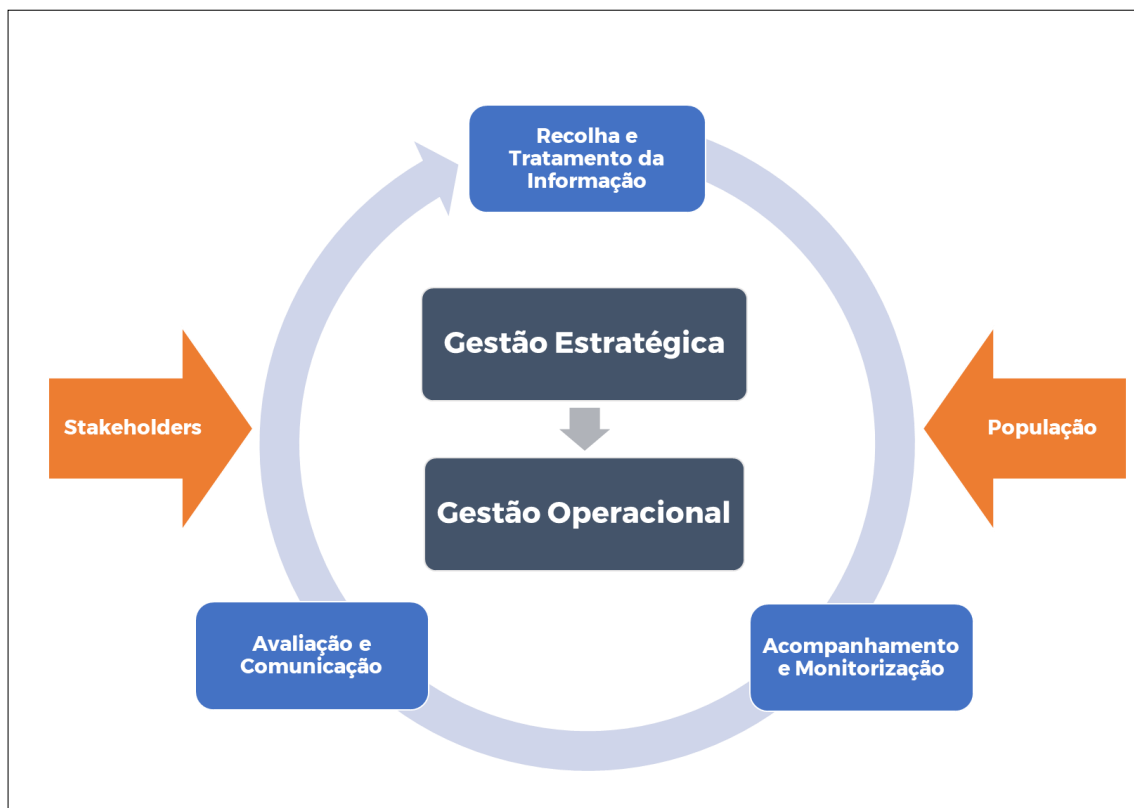 Recolha e
Tratamento da
Informação
Gestão Estratégica
Stakeholders
População
Gestão Operacional
Avaliação e
Comunicação
Acompanhamento
e Monitorização